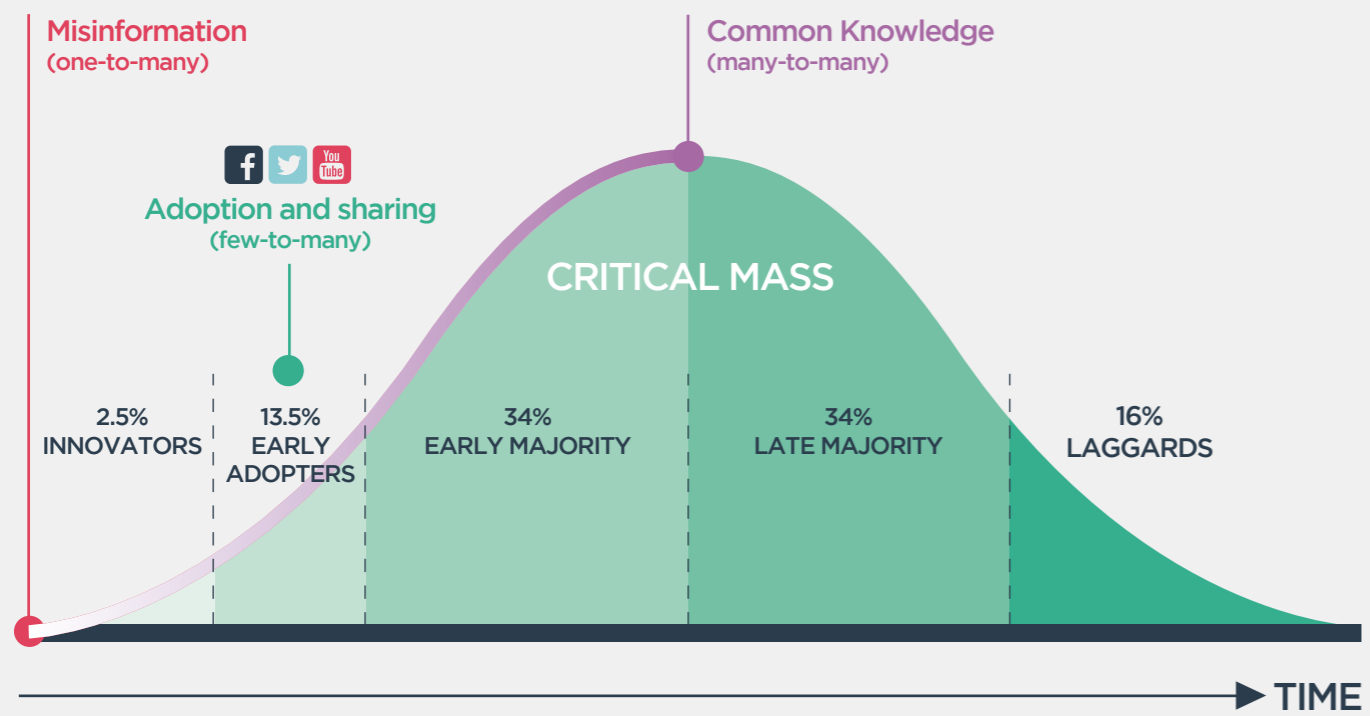 Misinformation
(one-to-many)
Common Knowledge
(many-to-many)
f
You
Tube
Adoption and sharing
(few-to-many)
CRITICAL MASS
2.5%
INNOVATORS
13.5%
EARLY
ADOPTERS
34%
EARLY MAJORITY
34%
LATE MAJORITY
16%
LAGGARDS
TIME